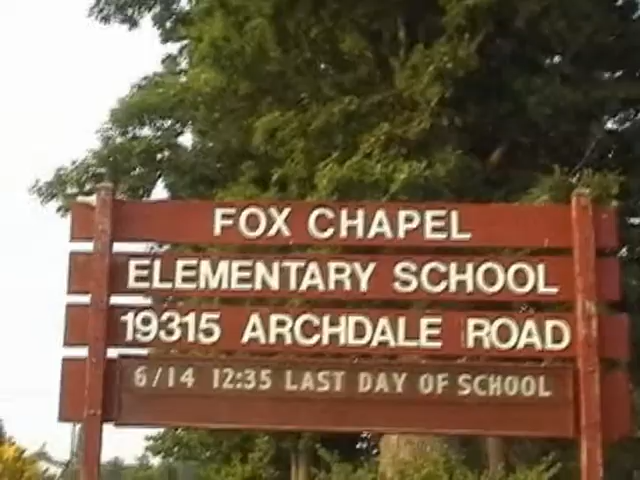 FOX CHAPEL
ELEMENTARY SCHOOL
19315 ARCHDALE ROAD
6/14 12:35 LAST DAY OF SCHOOL